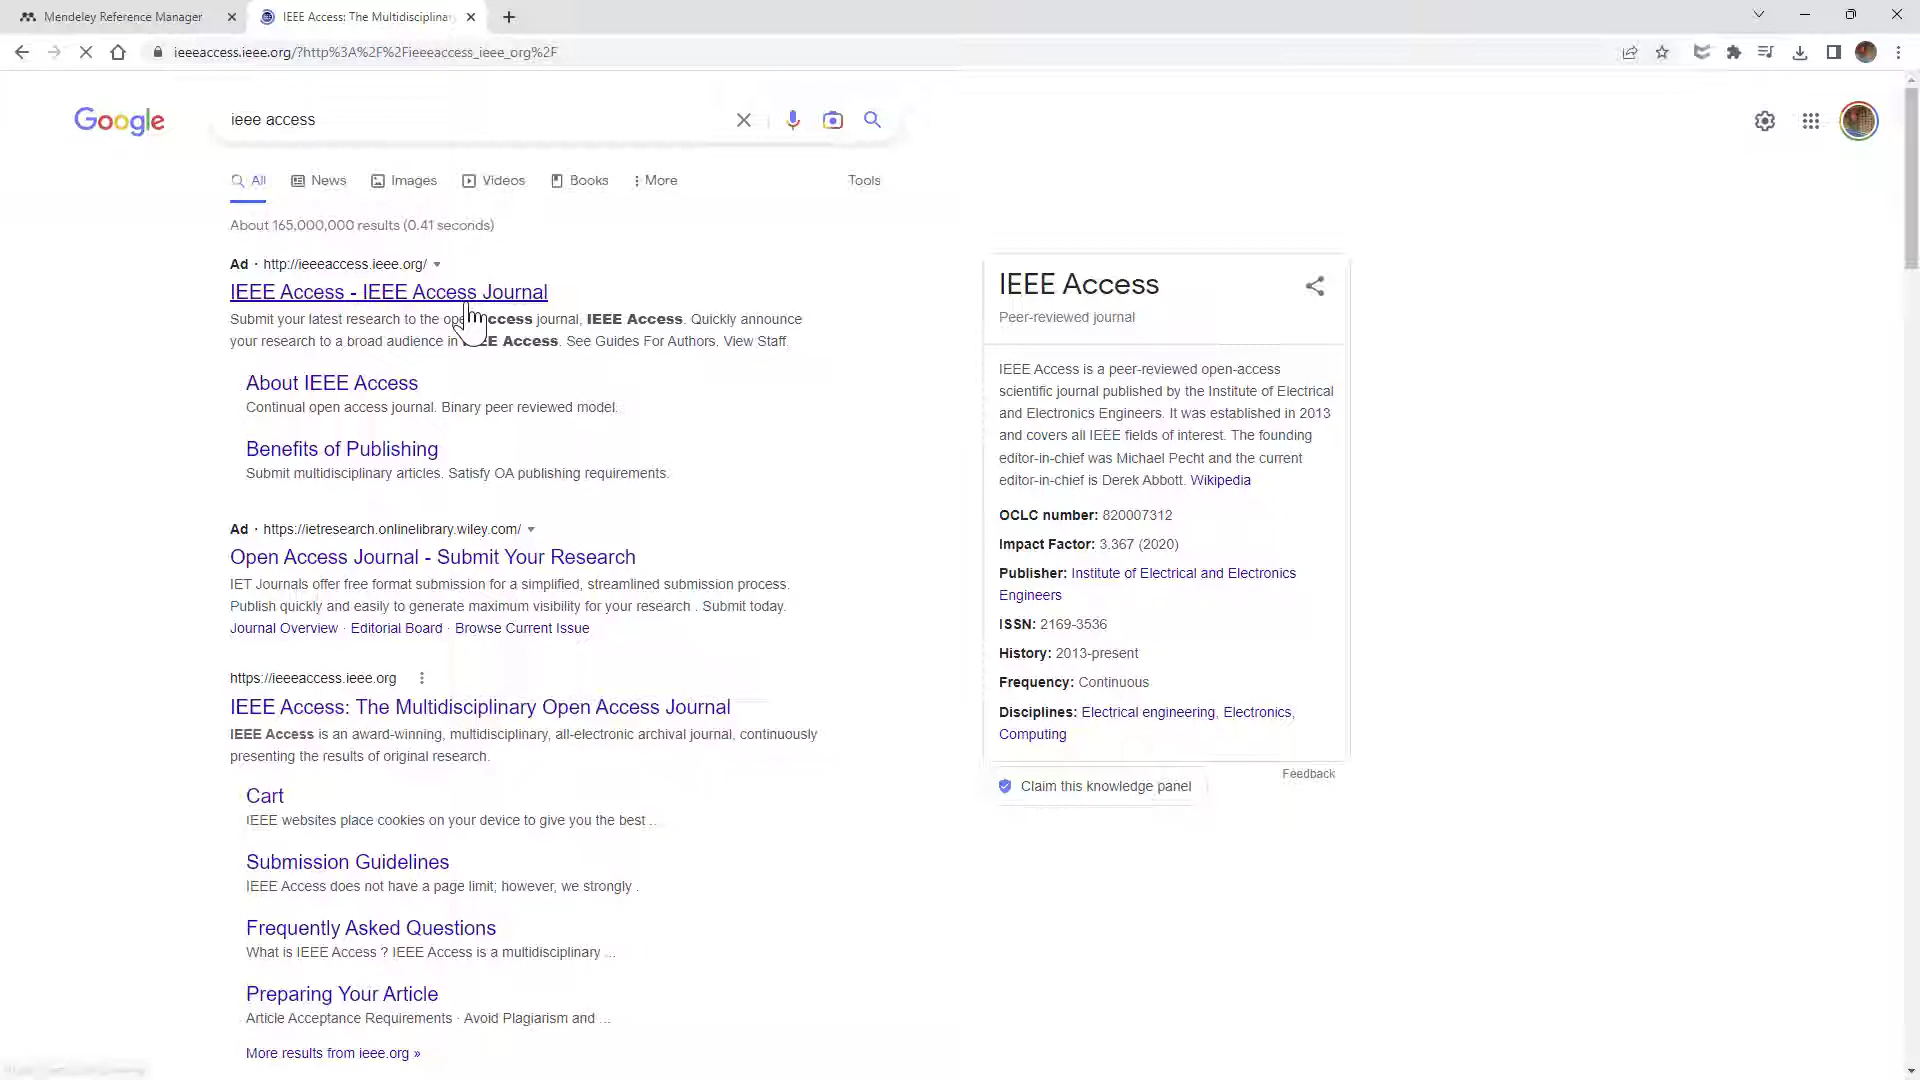 Mendeley Reference Manager
IEEE Access: The Multidisciplinary
ieeeaccess.ieee.org/?http%3A%2F%2Fieeeaccess_ieee_org%2F
Google
ieee access
All
News
Images
Videos
Books
More
Tools
About 165,000,000 results (0.41 seconds)
Ad · http://ieeeaccess.ieee.org/
IEEE Access - IEEE Access Journal
Submit your latest research to the open access journal, IEEE Access. Quickly announce
your research to a broad audience in IEEE Access. See Guides For Authors. View Staff.
About IEEE Access
Continual open access journal. Binary peer reviewed model.
Benefits of Publishing
Submit multidisciplinary articles. Satisfy OA publishing requirements.
Ad · https://ietresearch.onlinelibrary.wiley.com/
Open Access Journal - Submit Your Research
IET Journals offer free format submission for a simplified, streamlined submission process.
Publish quickly and easily to generate maximum visibility for your research . Submit today.
Journal Overview · Editorial Board · Browse Current Issue
https://ieeeaccess.ieee.org
IEEE Access: The Multidisciplinary Open Access Journal
IEEE Access is an award-winning, multidisciplinary, all-electronic archival journal, continuously
presenting the results of original research.
Cart
IEEE websites place cookies on your device to give you the best ...
Submission Guidelines
IEEE Access does not have a page limit; however, we strongly .
Frequently Asked Questions
What is IEEE Access ? IEEE Access is a multidisciplinary ...
Preparing Your Article
Article Acceptance Requirements · Avoid Plagiarism and ...
More results from ieee.org »
IEEE Access
Peer-reviewed journal
IEEE Access is a peer-reviewed open-access
scientific journal published by the Institute of Electrical
and Electronics Engineers. It was established in 2013
and covers all IEEE fields of interest. The founding
editor-in-chief was Michael Pecht and the current
editor-in-chief is Derek Abbott. Wikipedia
OCLC number: 820007312
Impact Factor: 3.367 (2020)
Publisher: Institute of Electrical and Electronics
Engineers
ISSN: 2169-3536
History: 2013-present
Frequency: Continuous
Disciplines: Electrical engineering, Electronics,
Computing
Feedback
Claim this knowledge panel